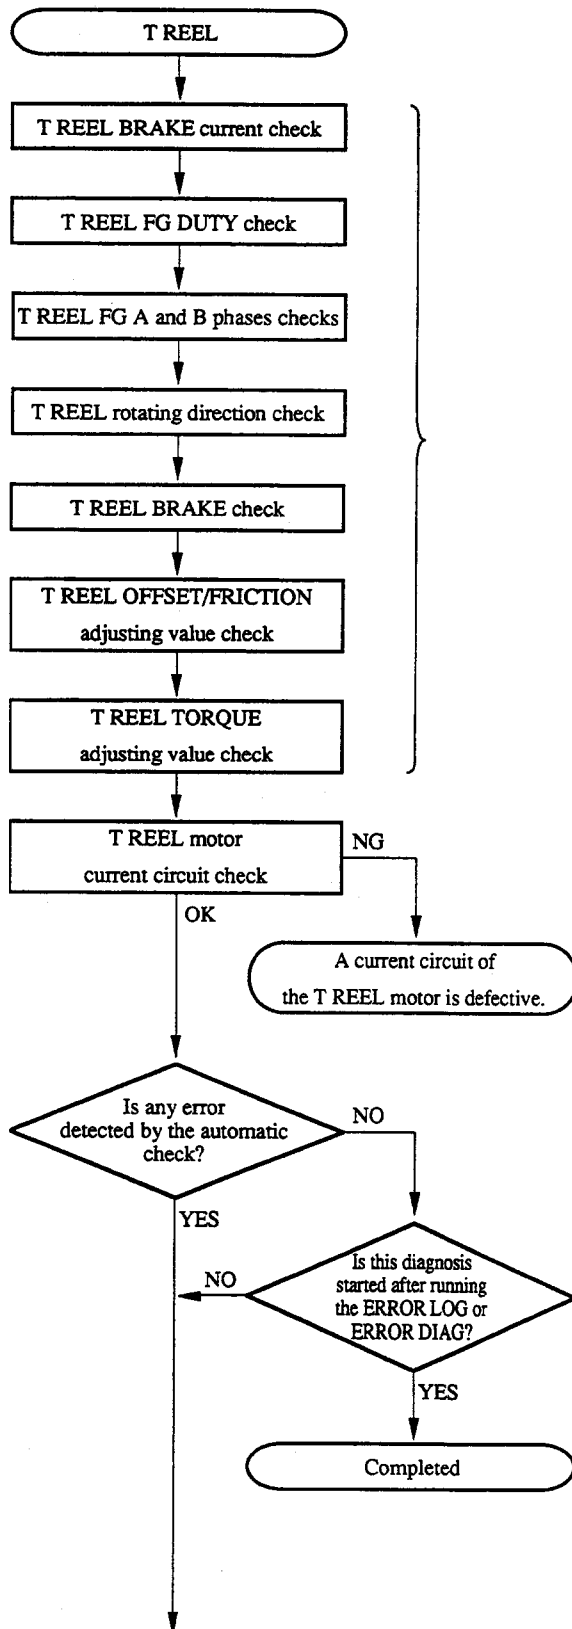 T REEL
T REEL BRAKE current check
T REEL FG DUTY check
T REEL FG A and B phases checks
T REEL rotating direction check
T REEL BRAKE check
T REEL OFFSET/FRICTION
adjusting value check
T REEL TORQUE
adjusting value check
T REEL motor
current circuit check
NG
OK
A current circuit of
the T REEL motor is defective.
Is any error
detected by the automatic
check?
NO
YES
Is this diagnosis
started after running
the ERROR LOG or
ERROR DIAG?
NO
YES
Completed